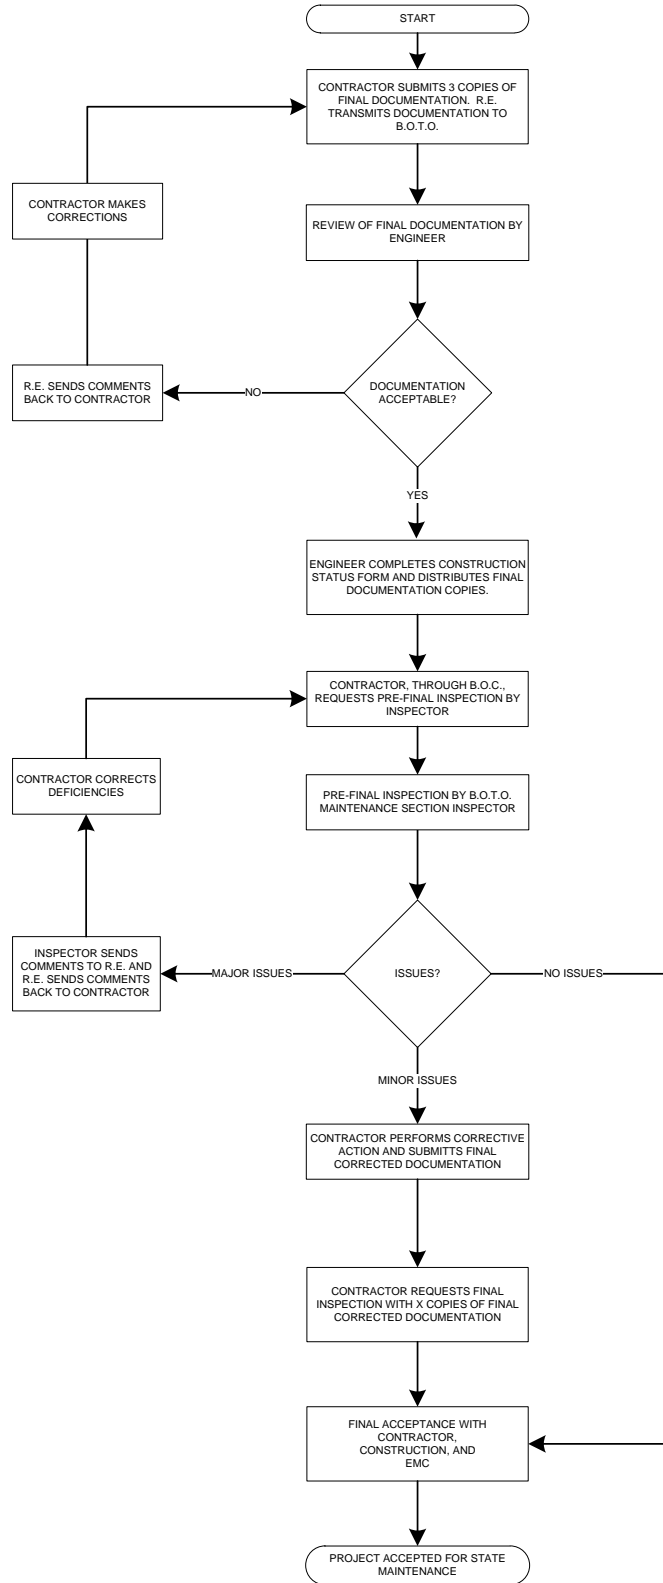 START
CONTRACTOR SUBMITS 3 COPIES OF
FINAL DOCUMENTATION. R.E.
TRANSMITS DOCUMENTATION TO
B.O.T.O.
CONTRACTOR MAKES
CORRECTIONS
REVIEW OF FINAL DOCUMENTATION BY
ENGINEER
R.E. SENDS COMMENTS
BACK TO CONTRACTOR
NO
DOCUMENTATION
ACCEPTABLE?
YES
ENGINEER COMPLETES CONSTRUCTION
STATUS FORM AND DISTRIBUTES FINAL
DOCUMENTATION COPIES.
CONTRACTOR, THROUGH B.O.C.,
REQUESTS PRE-FINAL INSPECTION BY
INSPECTOR
CONTRACTOR CORRECTS
DEFICIENCIES
PRE-FINAL INSPECTION BY B.O.T.O.
MAINTENANCE SECTION INSPECTOR
INSPECTOR SENDS
COMMENTS TO R.E. AND
R.E. SENDS COMMENTS
BACK TO CONTRACTOR
MAJOR ISSUES
ISSUES?
NO ISSUES
MINOR ISSUES
CONTRACTOR PERFORMS CORRECTIVE
ACTION AND SUBMITTS FINAL
CORRECTED DOCUMENTATION
CONTRACTOR REQUESTS FINAL
INSPECTION WITH X COPIES OF FINAL
CORRECTED DOCUMENTATION
FINAL ACCEPTANCE WITH
CONTRACTOR,
CONSTRUCTION, AND
EMC
PROJECT ACCEPTED FOR STATE
MAINTENANCE